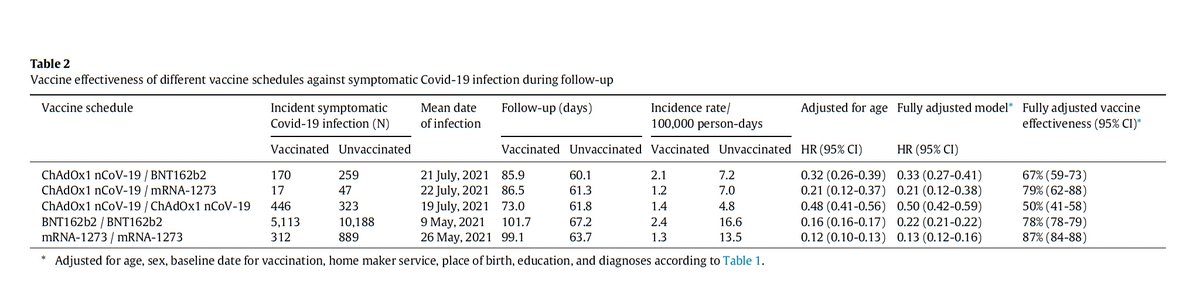 Table 2
Vaccine effectiveness of different vaccine schedules against symptomatic Covid-19 infection during follow-up
Vaccine schedule Incident symptomatic Mean date Follow-up (days) Incidence rate/ Adjusted for age Fully adjusted model* Fully adjusted vaccine
Covid-19 infection (N) of infection 100,000 person-days effectiveness (95% CI)*
Vaccinated Unvaccinated Vaccinated Unvaccinated Vaccinated Unvaccinated HR (95% CI) HR (95% CI)
ChAdOx1 nCoV-19 / BNT162b2 170 259 21 July, 2021 85.9 60.1 2.1 7.2 0.32 (0.26-0.39) 0.33 (0.27-0.41) 67% (59-73)
ChAdOx1 nCoV-19 / mRNA-1273 17 47 22 July, 2021 86.5 61.3 1.2 7.0 0.21 (0.12-0.37) 0.21 (0.12-0.38) 79% (62-88)
ChAdOx1 nCoV-19 / ChAdOx1 nCoV-19 446 323 19 July, 2021 73.0 61.8 1.4 4.8 0.48 (0.41-0.56) 0.50 (0.42-0.59) 50% (41-58)
BNT162b2 / BNT162b2 5,113 10,188 9 May, 2021 101.7 67.2 2.4 16.6 0.16 (0.16-0.17) 0.22 (0.21-0.22) 78% (78-79)
mRNA-1273 / mRNA-1273 312 889 26 May, 2021 99.1 63.7 1.3 13.5 0.12 (0.10-0.13) 0.13 (0.12-0.16) 87% (84-88)
* Adjusted for age, sex, baseline date for vaccination, home maker service, place of birth, education, and diagnoses according to Table 1.